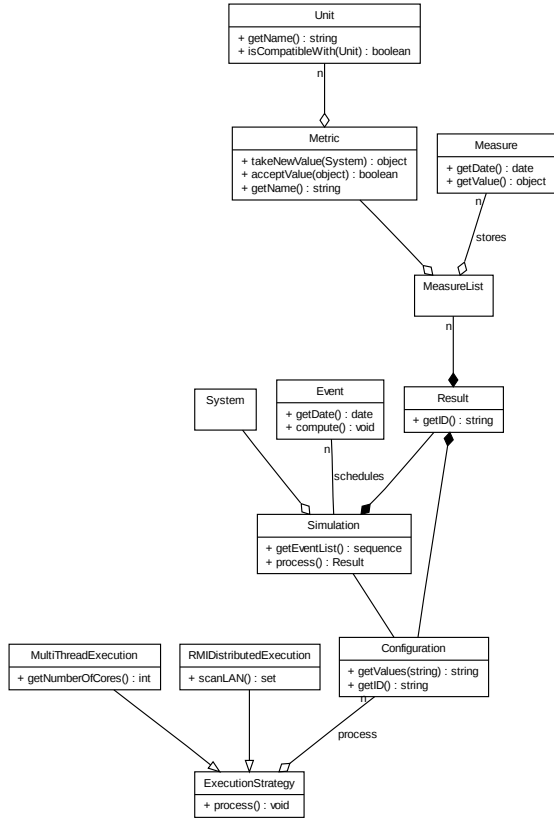 Unit
+ getName() : string
+ isCompatibleWith(Unit) : boolean
n
Metric
+ takeNewValue(System) : object
+ acceptValue(object) : boolean
+ getName() : string
Measure
+ getDate() : date
+ getValue() : object
n
stores
MeasureList
n
System
Event
+ getDate() : date
+ compute() : void
Result
+ getID() : string
n
schedules
Simulation
+ getEventList() : sequence
+ process() : Result
MultiThreadExecution
+ getNumberOfCores() : int
RMIDistributedExecution
+ scanLAN() : set
Configuration
+ getValues(string) : string
+ getID() : string
n
process
ExecutionStrategy
+ process() : void